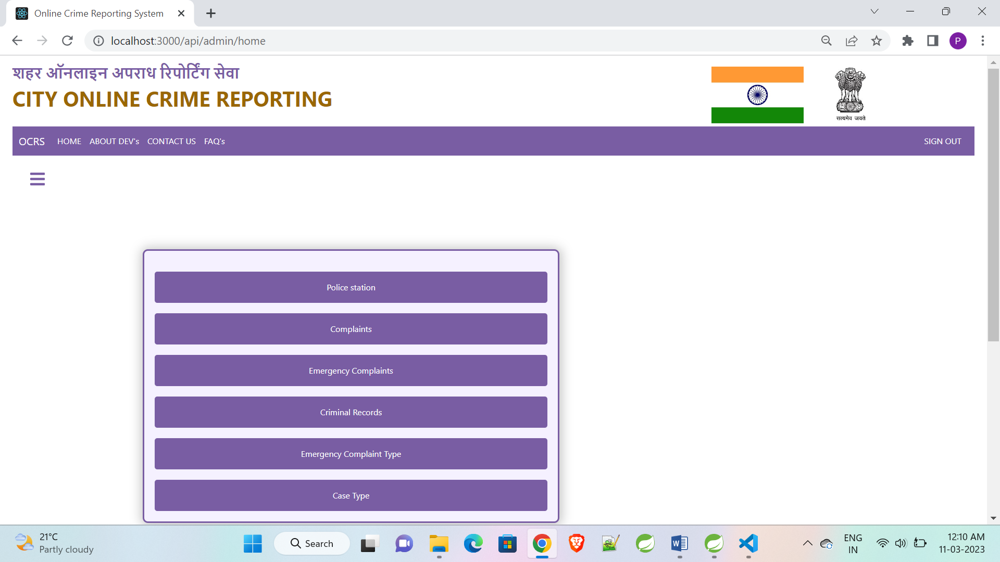 Online Crime Reporting System
localhost:3000/api/admin/home
P
शहर ऑनलाइन अपराध रिपोर्टिंग सेवा
CITY ONLINE CRIME REPORTING
सत्यमेव जयते
OCRS HOME ABOUT DEV's CONTACT US FAQ's SIGN OUT
Police station
Complaints
Emergency Complaints
Criminal Records
Emergency Complaint Type
Case Type
21°C
Partly cloudy
Search
ENG
IN
12:10 AM
11-03-2023